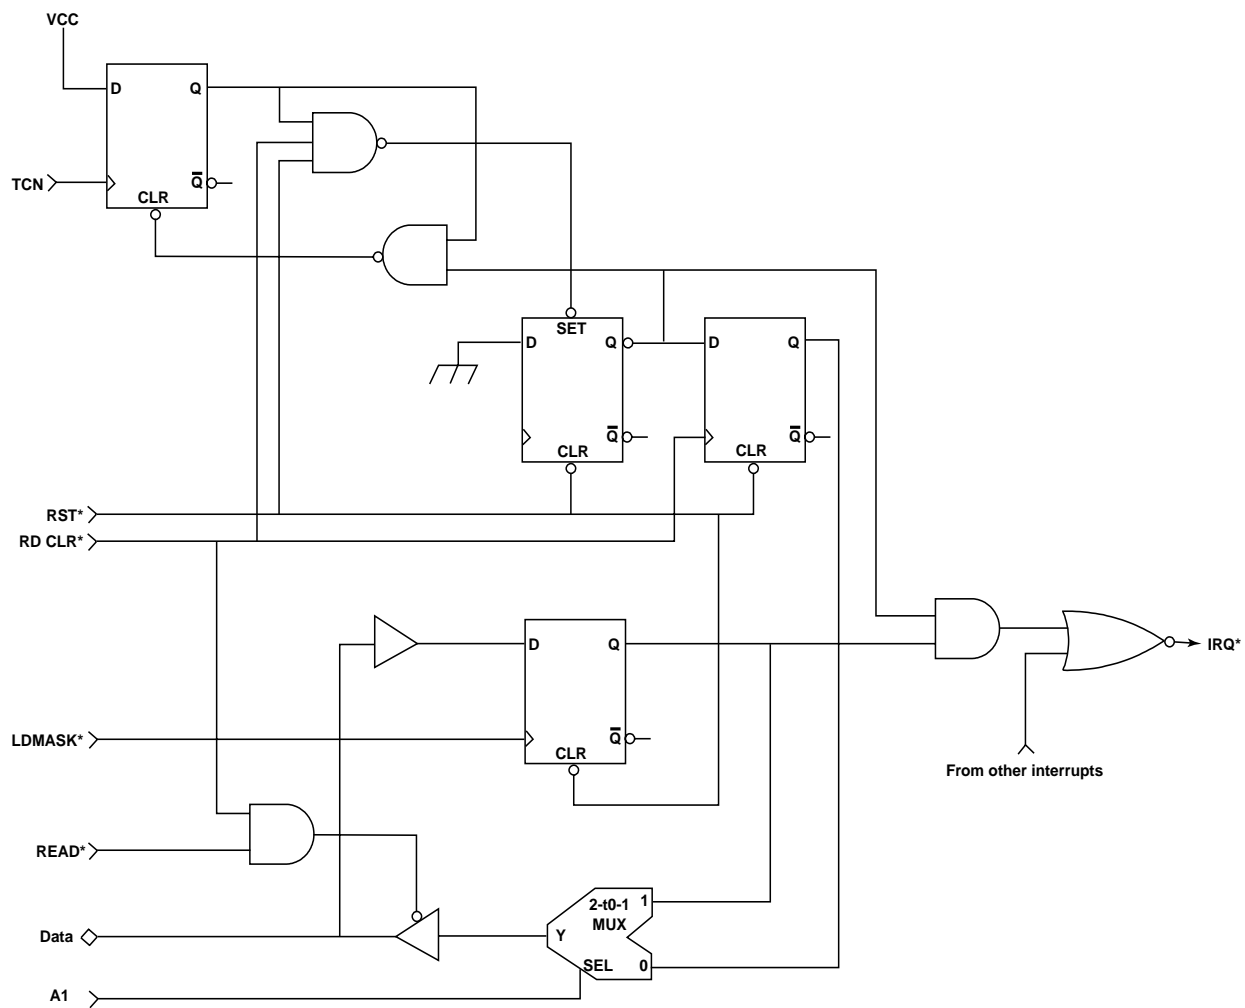 VCC
D Q
TCN
Q
CLR
SET
D Q
D Q
Q
Q
CLR
CLR
RST*
RD CLR*
D Q
IRQ*
LDMASK*
Q
CLR
From other interrupts
READ*
2-t0-1 1
MUX
Data
Y
SEL 0
A1